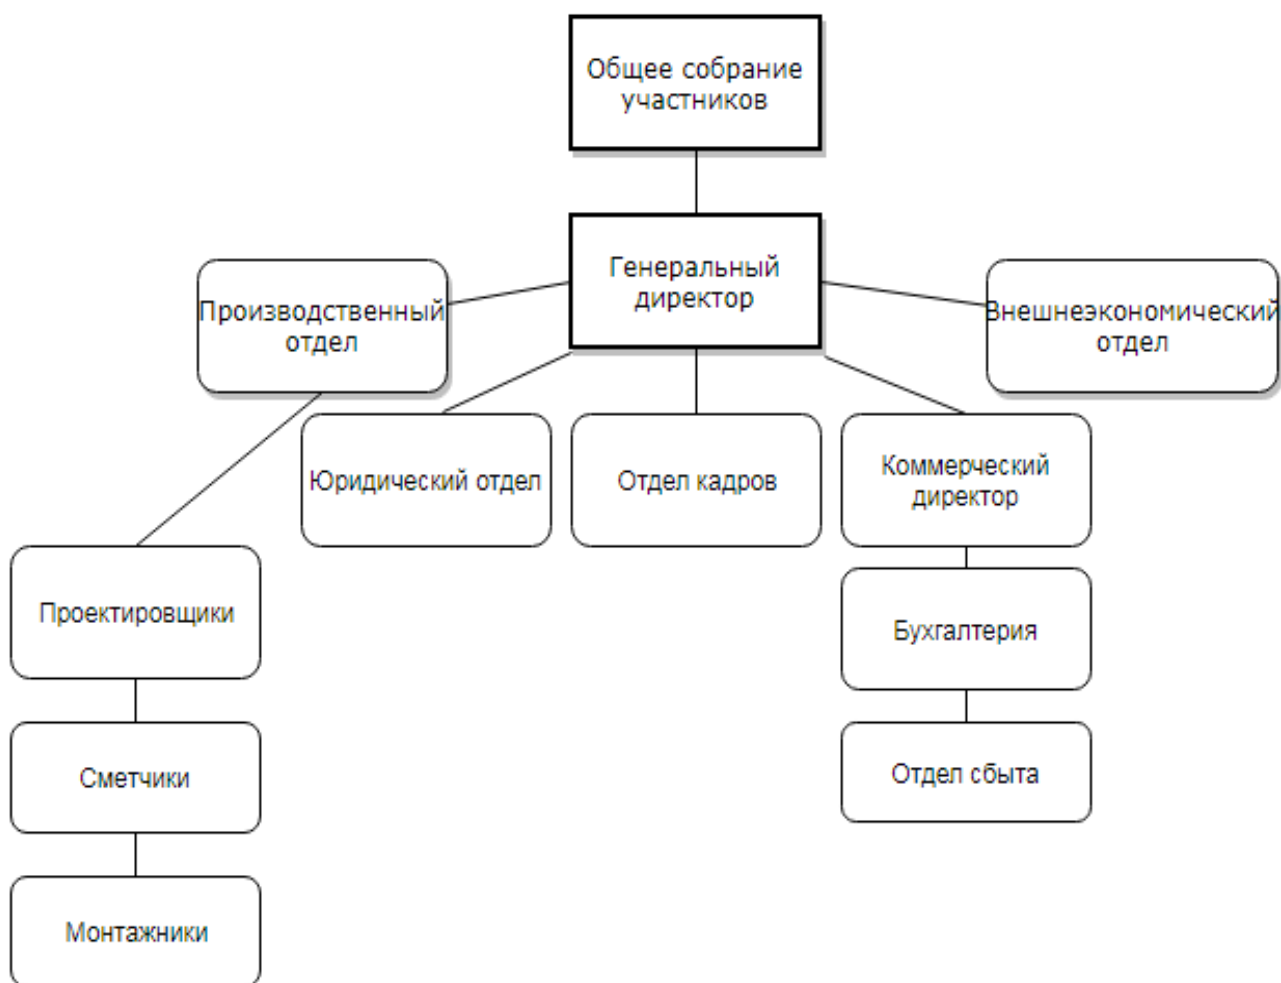 Общее собрание
участников
Генеральный
директор
Производственный
отдел
Внешнеэкономический
отдел
Юридический отдел
Отдел кадров
Коммерческий
директор
Проектировщики
Бухгалтерия
Сметчики
Отдел сбыта
Монтажники